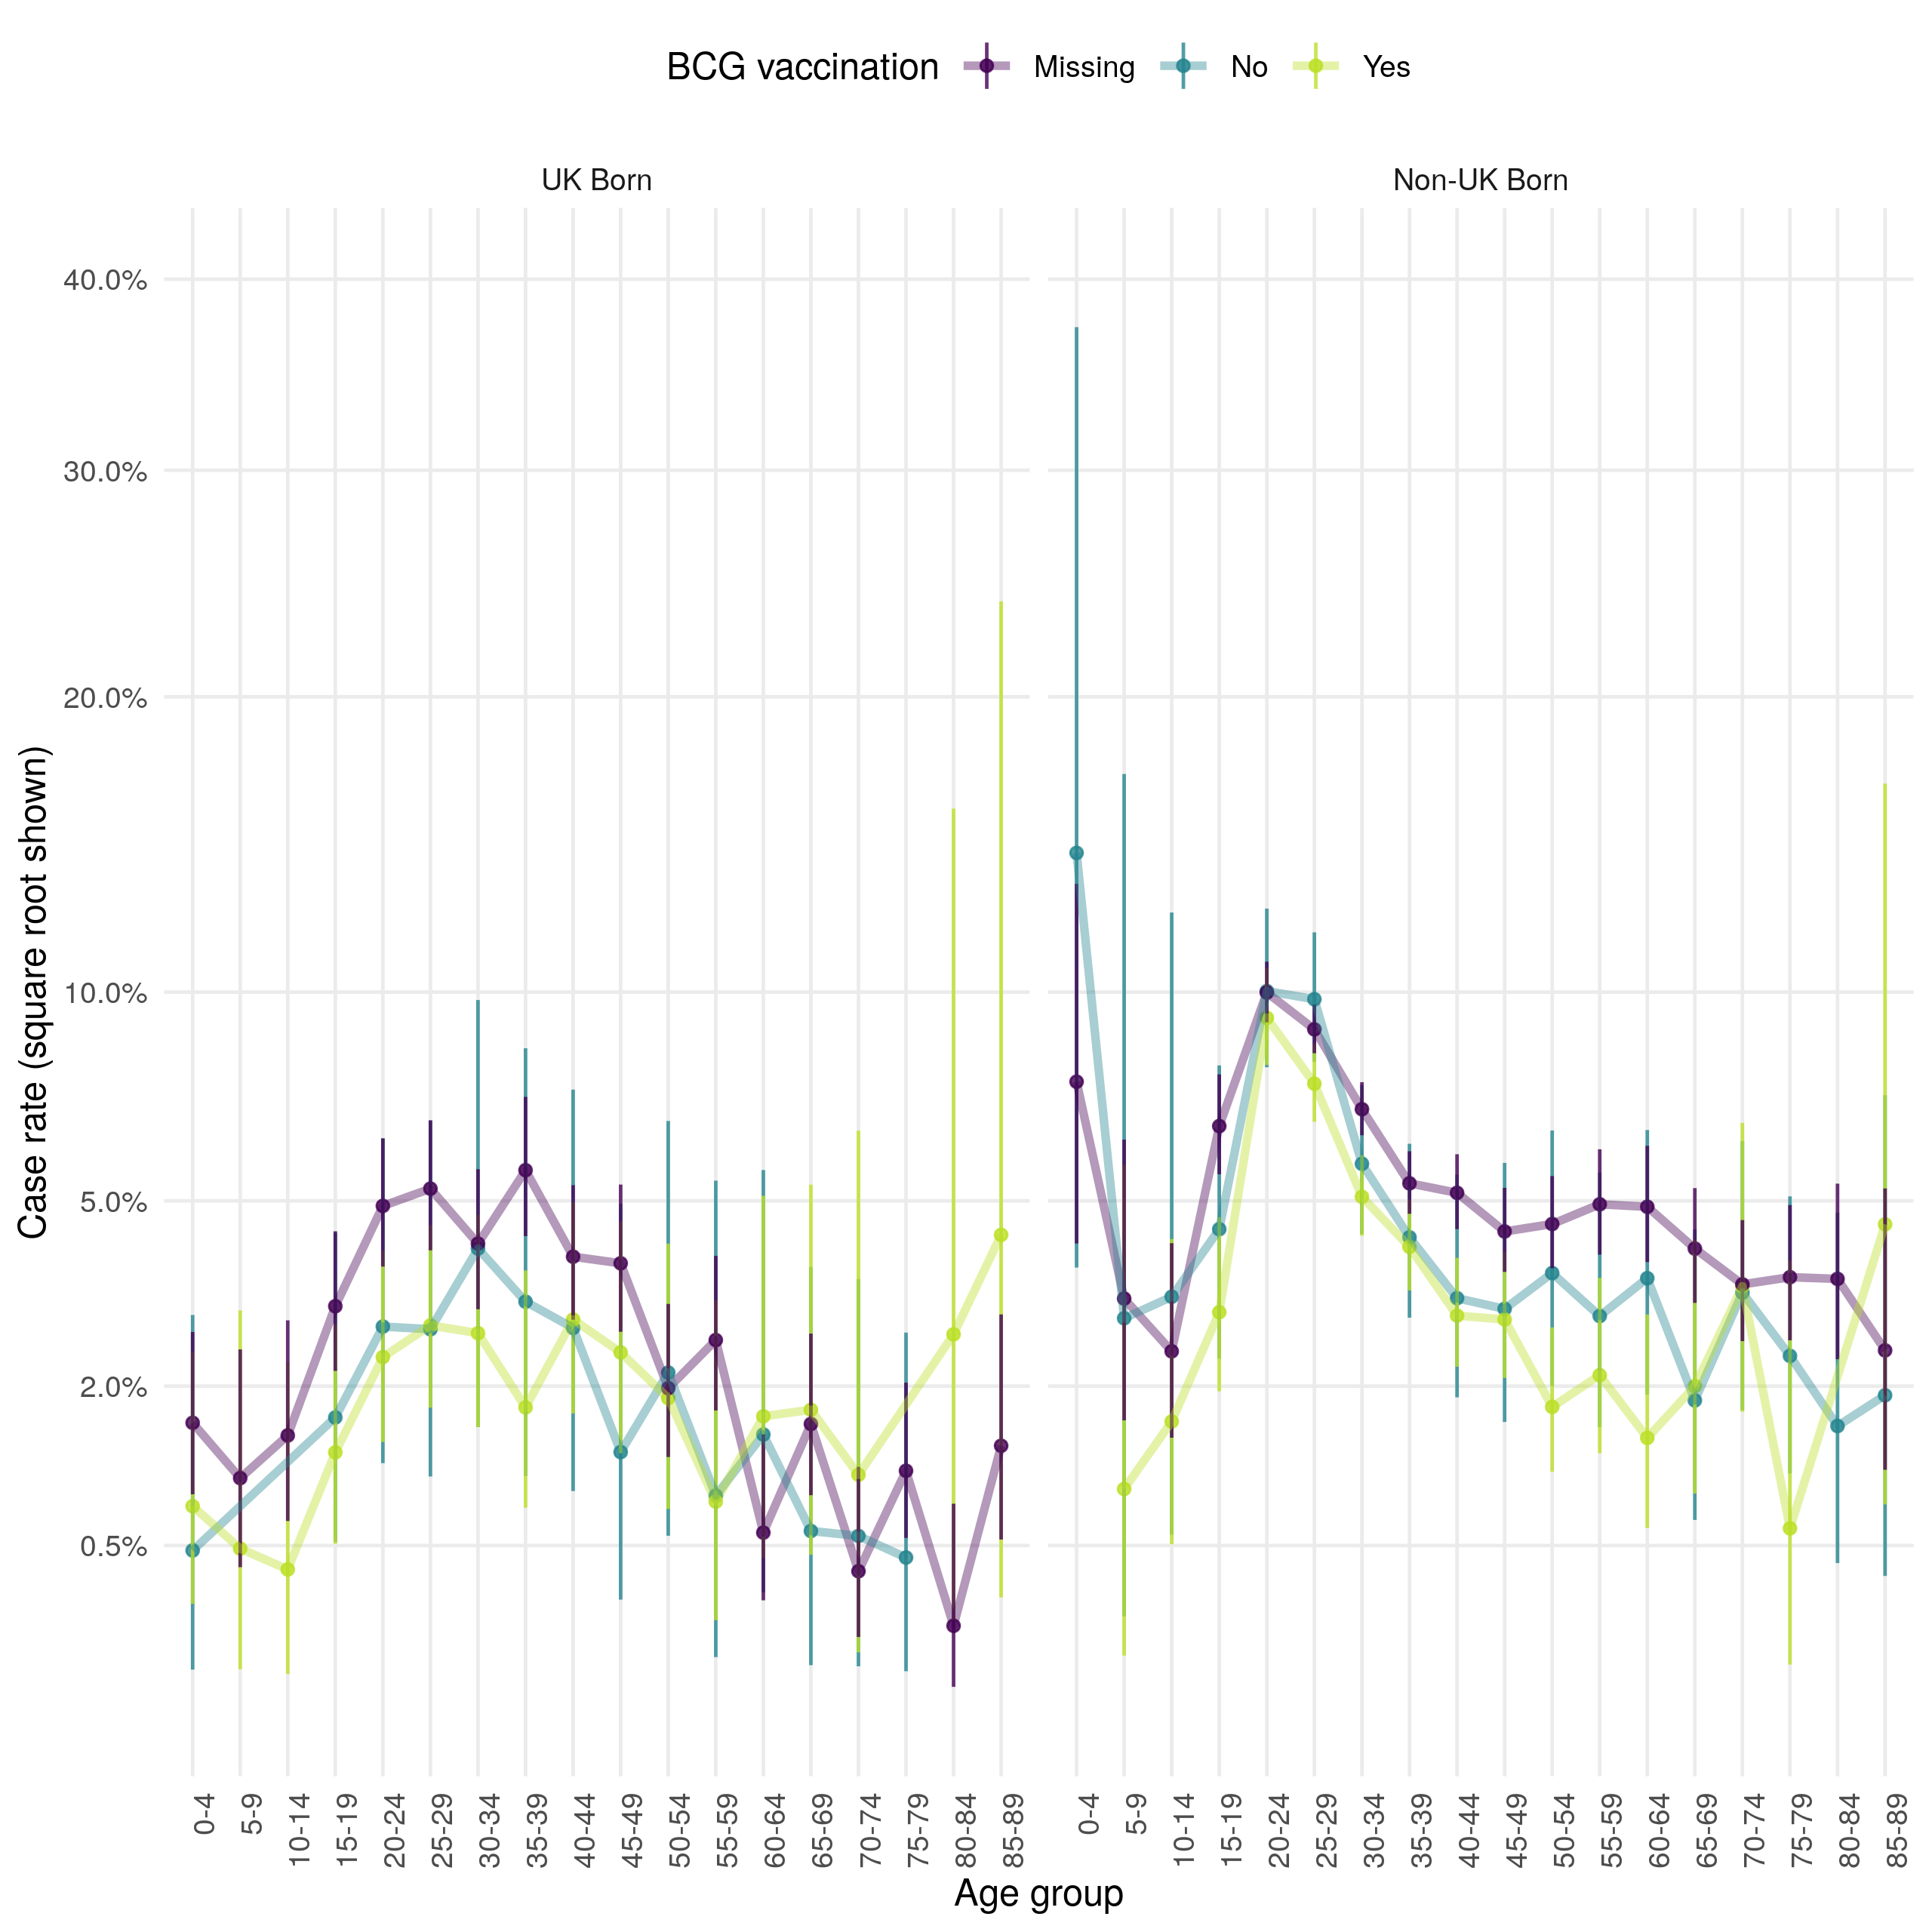 BCG vaccination Missing No Yes
UK Born Non-UK Born
40.0%
30.0%
20.0%
10.0%
5.0%
2.0%
0.5%
Case rate (square root shown)
0-4 5-9 10-14 15-19 20-24 25-29 30-34 35-39 40-44 45-49 50-54 55-59 60-64 65-69 70-74 75-79 80-84 85-89 0-4 5-9 10-14 15-19 20-24 25-29 30-34 35-39 40-44 45-49 50-54 55-59 60-64 65-69 70-74 75-79 80-84 85-89
Age group